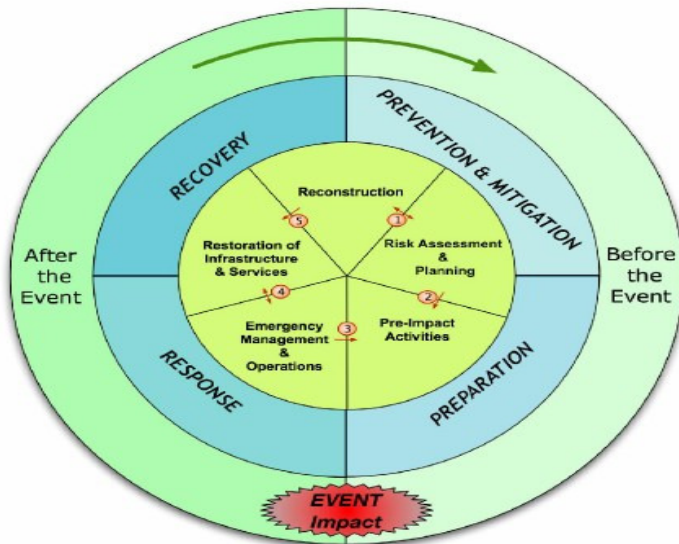 RECOVERY
PREVENTION & MITIGATION
Reconstruction
5
1
Restoration of
Infrastructure
& Services
Risk Assessment
&
Planning
After
the
Event
Before
the
Event
4
2
3
Emergency
Management
&
Operations
Pre-Impact
Activities
RESPONSE
PREPARATION
EVENT
Impact